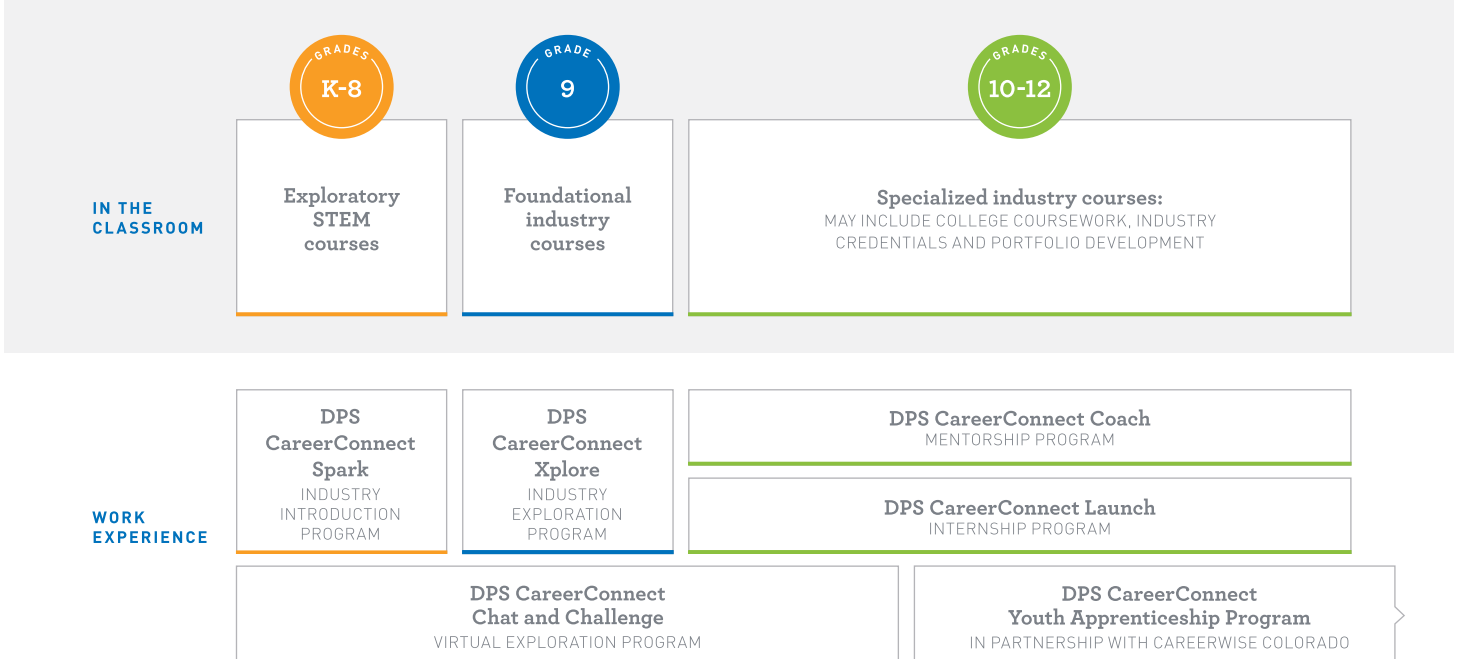 GRADES
K-8
GRADE
9
GRADES
10-12
IN THE
CLASSROOM
Exploratory
STEM
courses
Foundational
industry
courses
Specialized industry courses:
MAY INCLUDE COLLEGE COURSEWORK, INDUSTRY
CREDENTIALS AND PORTFOLIO DEVELOPMENT
WORK
EXPERIENCE
DPS
CareerConnect
Spark
INDUSTRY
INTRODUCTION
PROGRAM
DPS
CareerConnect
Xplore
INDUSTRY
EXPLORATION
PROGRAM
DPS CareerConnect Coach
MENTORSHIP PROGRAM
DPS CareerConnect Launch
INTERNSHIP PROGRAM
DPS CareerConnect
Chat and Challenge
VIRTUAL EXPLORATION PROGRAM
DPS CareerConnect
Youth Apprenticeship Program
IN PARTNERSHIP WITH CAREERWISE COLORADO